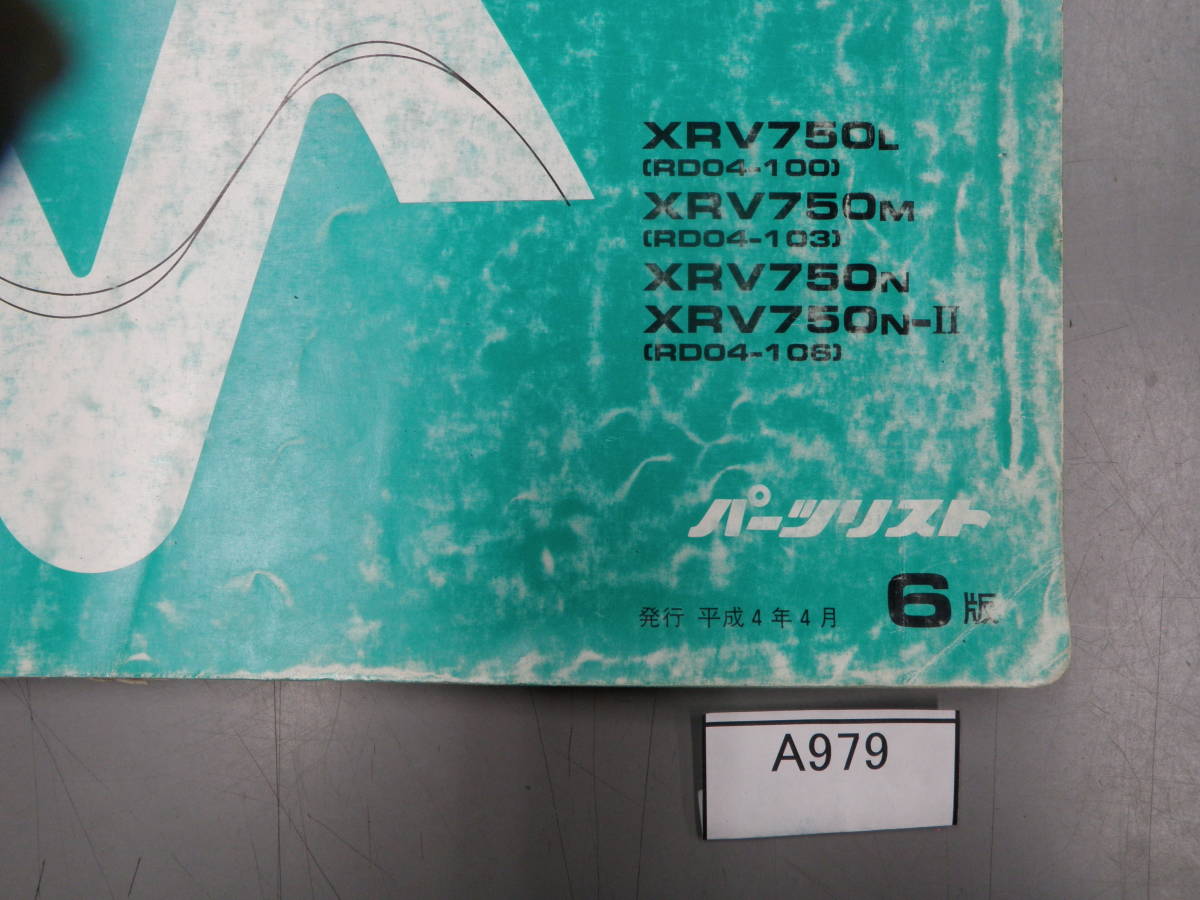 XRV750L
(RD04-100)
XRV750M
(RD04-103)
XRV750N
XRV750N-II
(RD04-106)
パーツリスト
発行 平成4年4月 6版
A979